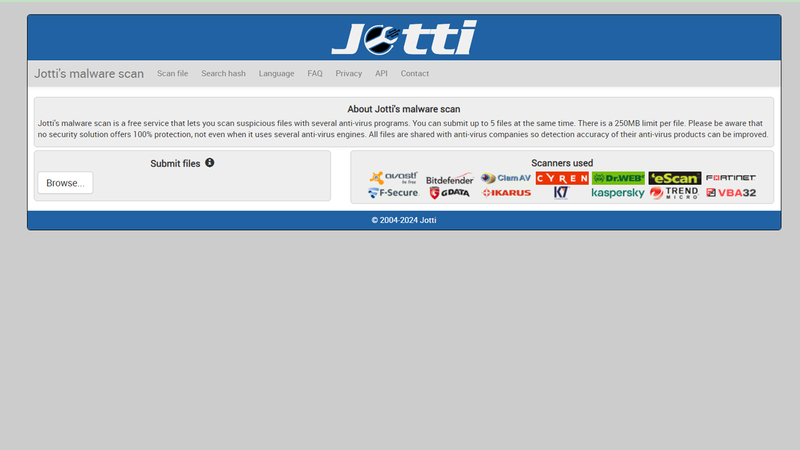 Jotti
Jotti's malware scan Scan file Search hash Language FAQ Privacy API Contact
About Jotti's malware scan
Jotti's malware scan is a free service that lets you scan suspicious files with several anti-virus programs. You can submit up to 5 files at the same time. There is a 250MB limit per file. Please be aware that
no security solution offers 100% protection, not even when it uses several anti-virus engines. All files are shared with anti-virus companies so detection accuracy of their anti-virus products can be improved.
Submit files
Browse...
Scanners used
avast! be free Bitdefender ClamAV CYREN Dr.WEB eScan FORTINET
F-Secure G DATA IKARUS K7 kaspersky TREND MICRO VBA32
© 2004-2024 Jotti